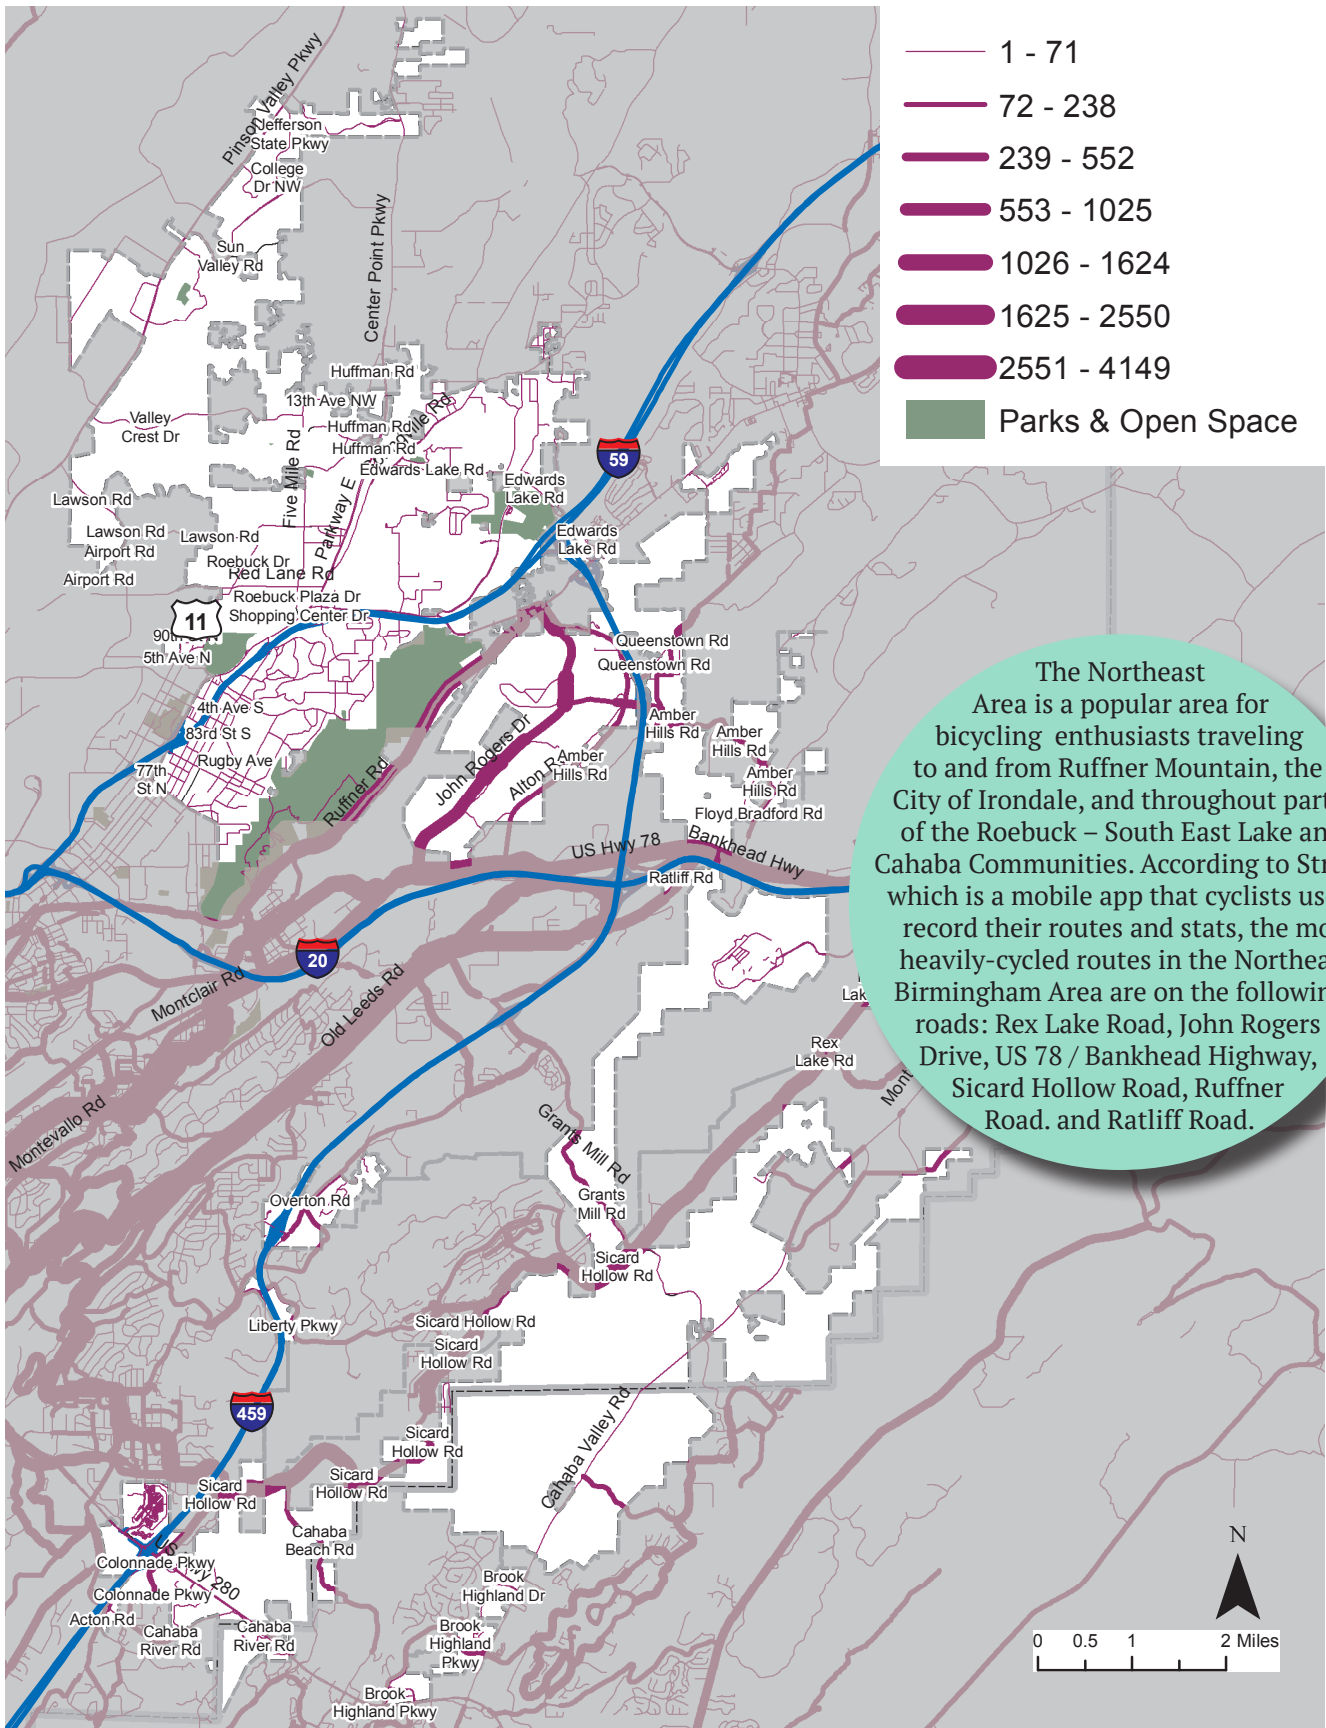 1 - 71
72 - 238
239 - 552
553 - 1025
1026 - 1624
1625 - 2550
2551 - 4149
Parks & Open Space
Pinson Valley Pkwy
Jefferson
State Pkwy
College
Dr NW
Sun
Valley Rd
Center Point Pkwy
Huffman Rd
13th Ave NW
Valley
Crest Dr
Huffman Rd
Huffman Rd
Edwards Lake Rd
Five Mile Rd
Parkway E
59
Edwards
Lake Rd
Lawson Rd
Lawson Rd
Airport Rd
Lawson Rd
Edwards
Lake Rd
Roebuck Dr
Red Lane Rd
Airport Rd
Roebuck Plaza Dr
Shopping Center Dr
11
5th Ave N
Queenstown Rd
Queenstown Rd
4th Ave S
83rd St S
Rugby Ave
77th
St N
Ruffner Rd
John Rogers Dr
Alton
Amber
Hills Rd
Amber
Hills Rd
Amber
Hills Rd
Amber
Hills Rd
Floyd Bradford Rd
US Hwy 78
Bankhead Hwy
Ratliff Rd
The Northeast
Area is a popular area for
bicycling enthusiasts traveling
to and from Ruffner Mountain, the
City of Irondale, and throughout part
of the Roebuck – South East Lake an
Cahaba Communities. According to Str
which is a mobile app that cyclists us
record their routes and stats, the mo
heavily-cycled routes in the Northea
Birmingham Area are on the followin
roads: Rex Lake Road, John Rogers
Drive, US 78 / Bankhead Highway,
Sicard Hollow Road, Ruffner
Road. and Ratliff Road.
20
Montclair Rd
Old Leeds Rd
Lak
Rex
Lake Rd
Mont
Montevallo Rd
Grants Mill Rd
Grants
Mill Rd
Overton Rd
Sicard
Hollow Rd
Liberty Pkwy
Sicard Hollow Rd
Sicard
Hollow Rd
459
Sicard
Hollow Rd
Cahaba Valley Rd
Sicard
Hollow Rd
Sicard
Hollow Rd
Cahaba
Beach Rd
US Hwy 280
Colonnade Pkwy
Colonnade Pkwy
Acton Rd
Cahaba
River Rd
Cahaba
River Rd
Brook
Highland Dr
Brook
Highland
Pkwy
Brook
Highland Pkwy
N
0 0.5 1 2 Miles